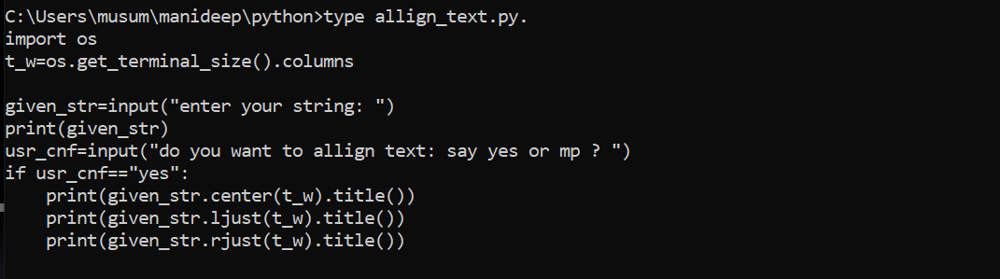 C:\Users\musum\manideep\python>type allign_text.py.
import os
t_w=os.get_terminal_size().columns

given_str=input("enter your string: ")
print(given_str)
usr_cnf=input("do you want to allign text: say yes or mp ? ")
if usr_cnf=="yes":
    print(given_str.center(t_w).title())
    print(given_str.ljust(t_w).title())
    print(given_str.rjust(t_w).title())